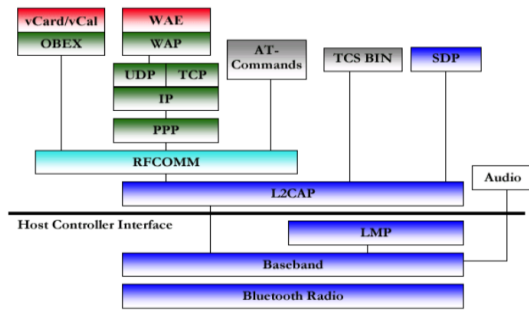 vCard/vCal
WAE
OBEX
WAP
AT-
Commands
TCS BIN
SDP
UDP
TCP
IP
PPP
RFCOMM
Audio
L2CAP
Host Controller Interface
LMP
Baseband
Bluetooth Radio